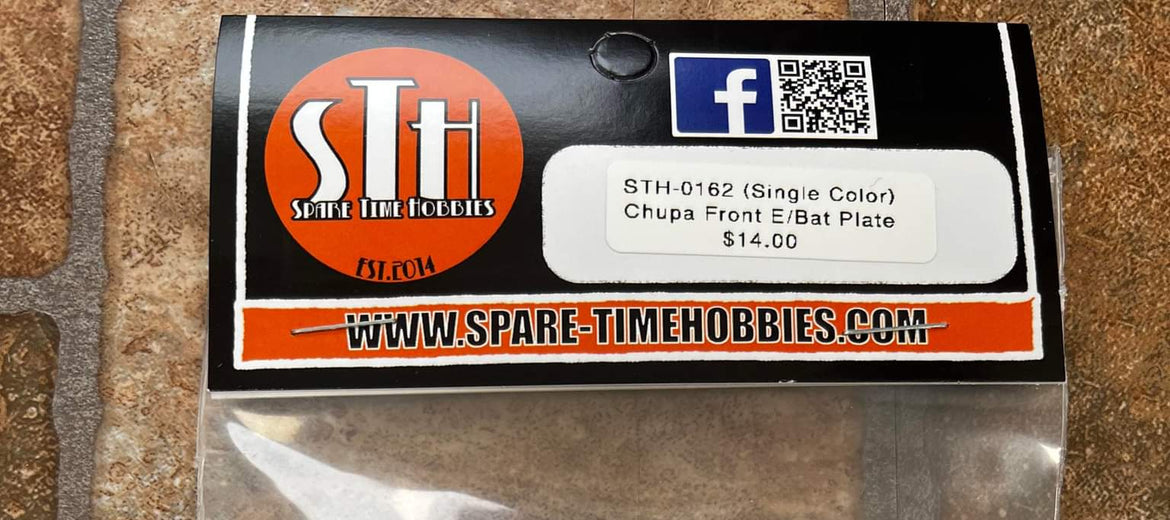 STH
SPARE TIME HOBBIES
EST.2014
f
STH-0162 (Single Color)
Chupa Front E/Bat Plate
$14.00
WWW.SPARE-TIMEHOBBIES.COM